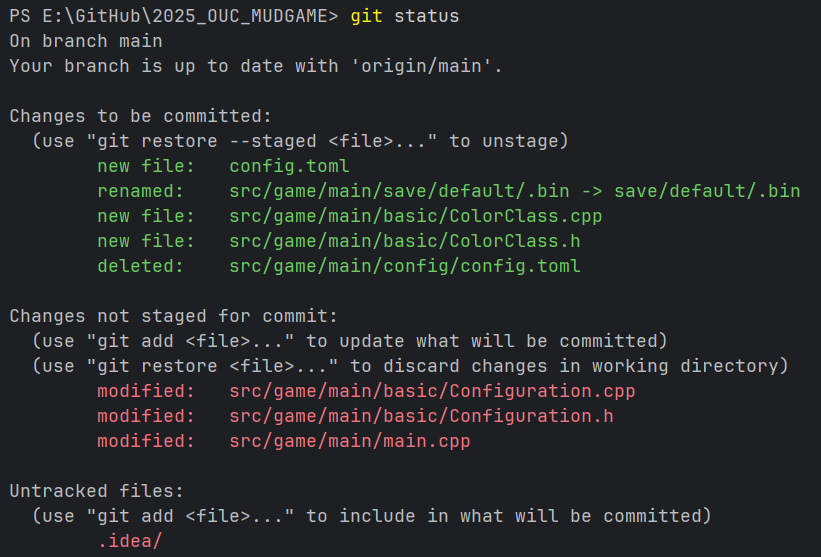 PS E:\GitHub\2025_OUC_MUDGAME> git status
On branch main
Your branch is up to date with 'origin/main'.
Changes to be committed:
  (use "git restore --staged <file>..." to unstage)
        new file:   config.toml
        renamed:    src/game/main/save/default/.bin -> save/default/.bin
        new file:   src/game/main/basic/ColorClass.cpp
        new file:   src/game/main/basic/ColorClass.h
        deleted:    src/game/main/config/config.toml
Changes not staged for commit:
  (use "git add <file>..." to update what will be committed)
  (use "git restore <file>..." to discard changes in working directory)
        modified:   src/game/main/basic/Configuration.cpp
        modified:   src/game/main/basic/Configuration.h
        modified:   src/game/main/main.cpp
Untracked files:
  (use "git add <file>..." to include in what will be committed)
        .idea/